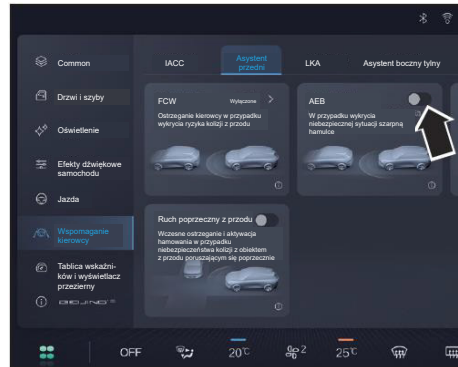 Common
Drzwi i szyby
Oświetlenie
Efekty dźwiękowe
samochodu
Jazda
Wspomaganie
kierowcy
Tablica wskaźni-
ków i wyświetlacz
przezierny
BEIJING
IACC
Asystent
przedni
LKA
Asystent boczny tylny
FCW
Wyłączone
Ostrzeganie kierowcy w przypadku
wykrycia ryzyka kolizji z przodu
AEB
W przypadku wykrycia
niebezpiecznej sytuacji szarpną
hamulce
Ruch poprzeczny z przodu
Wczesne ostrzeganie i aktywacja
hamowania w przypadku
niebezpieczeństwa kolizji z obiektem
z przodu poruszającym się poprzecznie
OFF
20°C
2
25°C